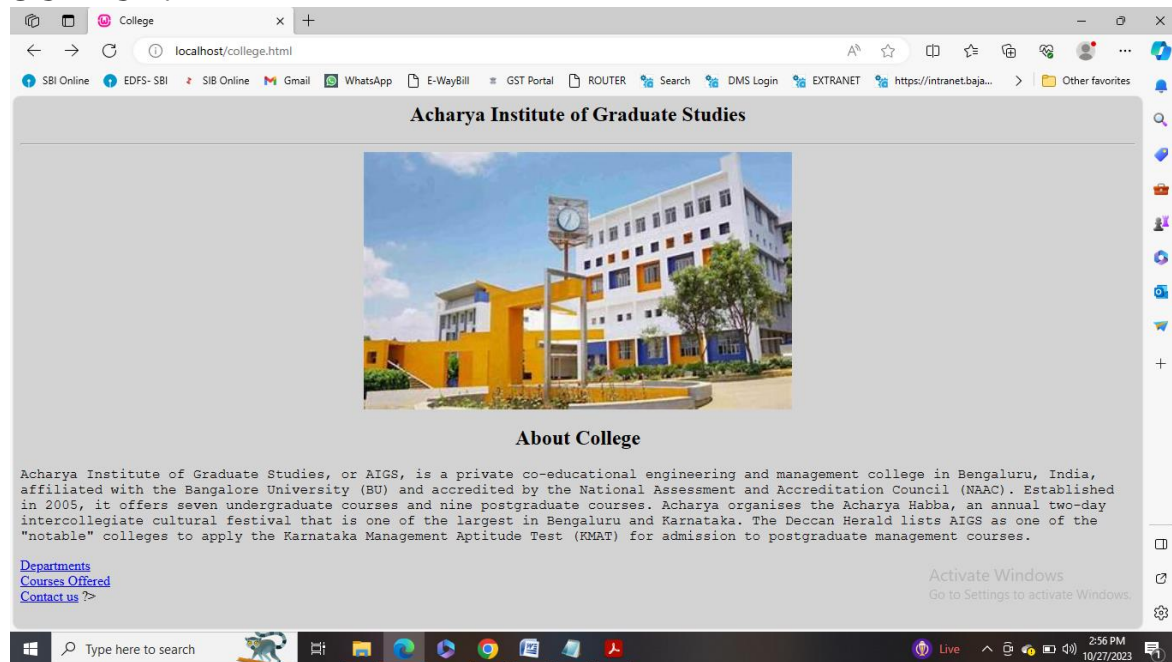 College
localhost/college.html
SBI Online EDFS- SBI SIB Online Gmail WhatsApp E-WayBill GST Portal ROUTER Search DMS Login EXTRANET https://intranet.baja... Other favorites
Acharya Institute of Graduate Studies
About College
Acharya Institute of Graduate Studies, or AIGS, is a private co-educational engineering and management college in Bengaluru, India,
affiliated with the Bangalore University (BU) and accredited by the National Assessment and Accreditation Council (NAAC). Established
in 2005, it offers seven undergraduate courses and nine postgraduate courses. Acharya organises the Acharya Habba, an annual two-day
intercollegiate cultural festival that is one of the largest in Bengaluru and Karnataka. The Deccan Herald lists AIGS as one of the
"notable" colleges to apply the Karnataka Management Aptitude Test (KMAT) for admission to postgraduate management courses.
Departments
Courses Offered
Contact us ?>
Activate Windows
Go to Settings to activate Windows.
Type here to search
Live
2:56 PM
10/27/2023